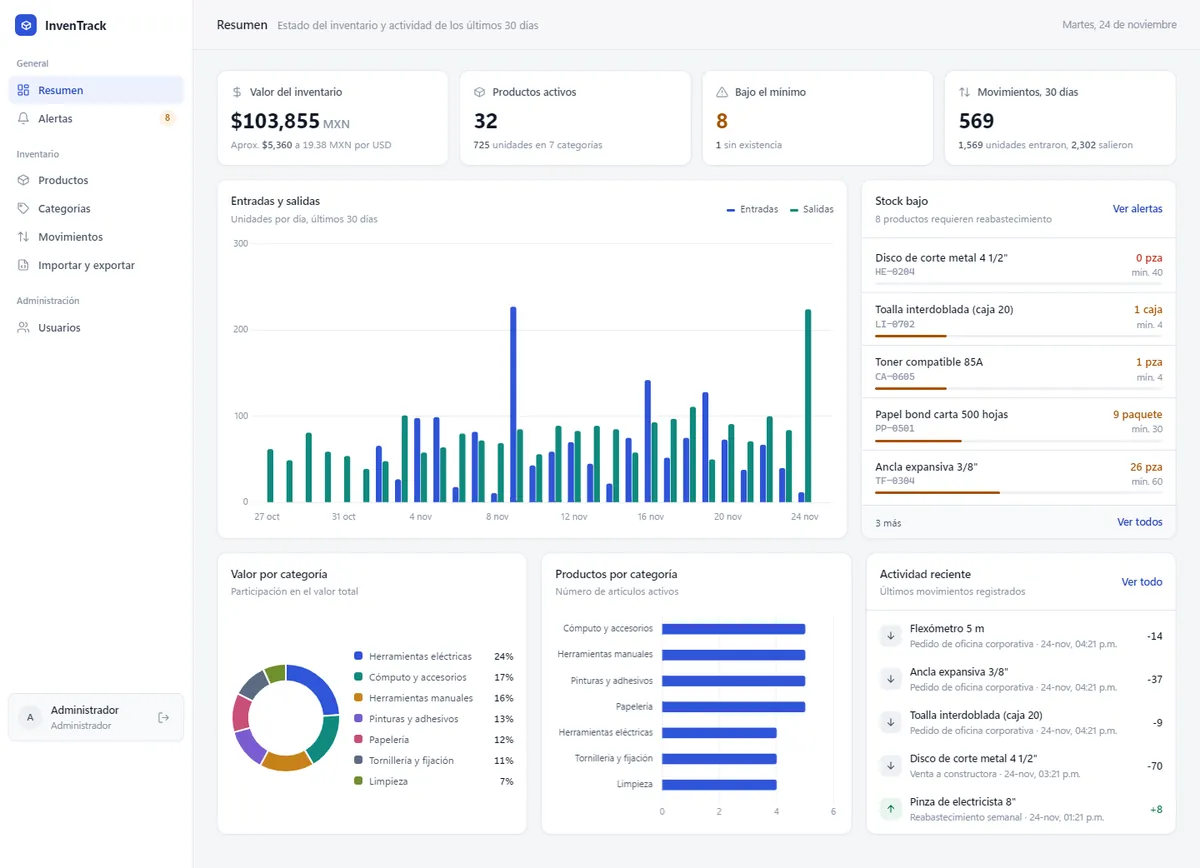 InvenTrack
General
Resumen
Alertas 8
Inventario
Productos
Categorías
Movimientos
Importar y exportar
Administración
Usuarios
A
Administrador
Administrador
Resumen Estado del inventario y actividad de los últimos 30 días
Martes, 24 de noviembre
Valor del inventario
$103,855 MXN
Aprox. $5,360 a 19.38 MXN por USD
Productos activos
32
725 unidades en 7 categorías
Bajo el mínimo
8
1 sin existencia
Movimientos, 30 días
569
1,569 unidades entraron, 2,302 salieron
Entradas y salidas
Unidades por día, últimos 30 días
Entradas Salidas
300
200
100
0
27 oct 31 oct 4 nov 8 nov 12 nov 16 nov 20 nov 24 nov
Stock bajo
8 productos requieren reabastecimiento
Ver alertas
Disco de corte metal 4 1/2" 0 pza
HE-0204 mín. 40
Toalla interdoblada (caja 20) 1 caja
LI-0702 mín. 4
Toner compatible 85A 1 pza
CA-0605 mín. 4
Papel bond carta 500 hojas 9 paquete
PP-0501 mín. 30
Ancla expansiva 3/8" 26 pza
TF-0304 mín. 60
3 más Ver todos
Valor por categoría
Participación en el valor total
Herramientas eléctricas 24%
Cómputo y accesorios 17%
Herramientas manuales 16%
Pinturas y adhesivos 13%
Papelería 12%
Tornillería y fijación 11%
Limpieza 7%
Productos por categoría
Número de artículos activos
Cómputo y accesorios
Herramientas manuales
Pinturas y adhesivos
Papelería
Herramientas eléctricas
Tornillería y fijación
Limpieza
0 2 4 6
Actividad reciente
Últimos movimientos registrados
Ver todo
Flexómetro 5 m -14
Pedido de oficina corporativa · 24-nov, 04:21 p.m.
Ancla expansiva 3/8" -37
Pedido de oficina corporativa · 24-nov, 04:21 p.m.
Toalla interdoblada (caja 20) -9
Pedido de oficina corporativa · 24-nov, 04:21 p.m.
Disco de corte metal 4 1/2" -70
Venta a constructora · 24-nov, 03:21 p.m.
Pinza de electricista 8" +8
Reabastecimiento semanal · 24-nov, 01:21 p.m.